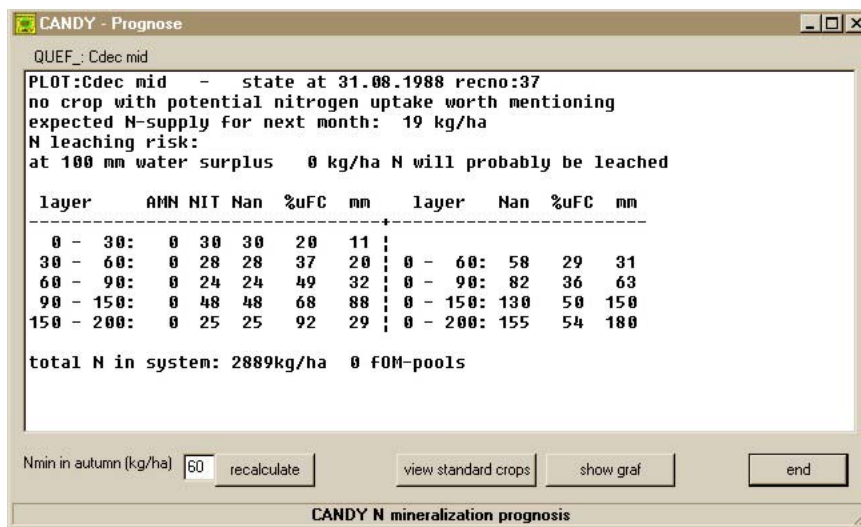 CANDY - Prognose
QUEF_: Cdec mid
PLOT:Cdec mid   -   state at 31.08.1988 recno:37
no crop with potential nitrogen uptake worth mentioning
expected N-supply for next month:  19 kg/ha
N leaching risk:
at 100 mm water surplus   0 kg/ha N will probably be leached
layer   AMN NIT Nan  %uFC  mm   layer   Nan  %uFC  mm
0 -  30:   0  30  30   20   11 ¦
30 -  60:   0  28  28   37   20 ¦ 0 -  60:  58   29   31
60 -  90:   0  24  24   49   32 ¦ 0 -  90:  82   36   63
90 - 150:   0  48  48   68   88 ¦ 0 - 150: 130   50  150
150 - 200:   0  25  25   92   29 ¦ 0 - 200: 155   54  180
total N in system: 2889kg/ha  0 fOM-pools
Nmin in autumn (kg/ha) 60 recalculate view standard crops show graf end
CANDY N mineralization prognosis